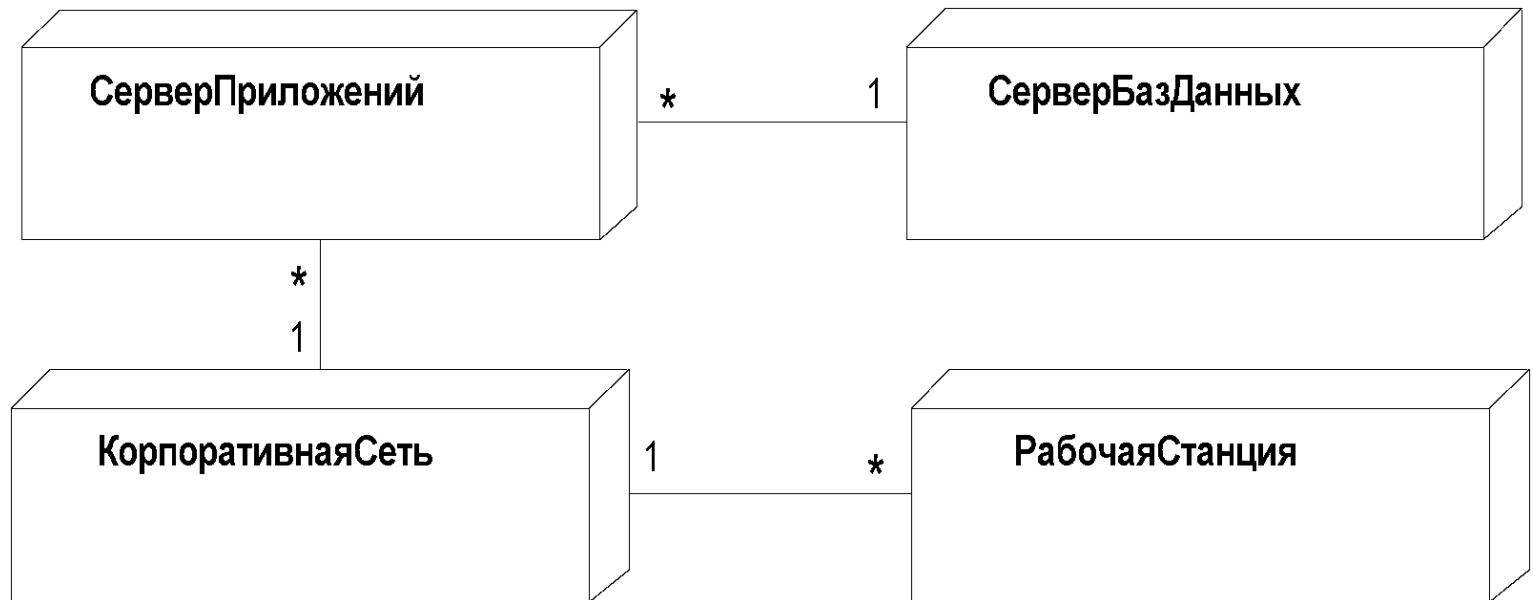 СерверПриложений
* 1
СерверБазДанных
*
1
КорпоративнаяСеть
1 *
РабочаяСтанция